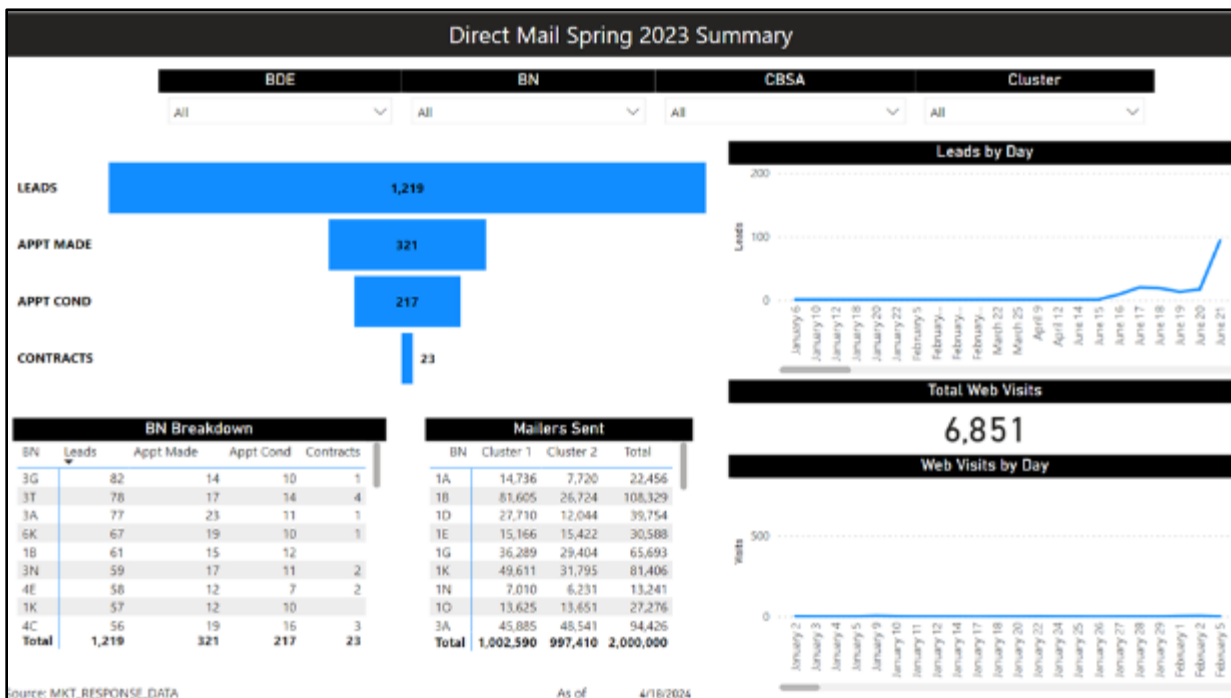 Direct Mail Spring 2023 Summary
BDE BN CBSA Cluster
All All All All
LEADS 1,219
APPT MADE 321
APPT COND 217
CONTRACTS 23
Leads by Day
200
100
0
Leads
January 6 January 10 January 12 January 18 January 20 January 22 February 5 February... February... February... March 22 March 25 April 9 April 12 June 14 June 15 June 16 June 17 June 18 June 19 June 20 June 21
Total Web Visits
6,851
Web Visits by Day
500
0
Visits
January 2 January 3 January 4 January 5 January 9 January 10 January 11 January 12 January 14 January 17 January 18 January 20 January 22 January 24 January 25 January 26 January 27 January 28 January 29 February 1 February 2 February 5
BN Breakdown
BN Leads Appt Made Appt Cond Contracts
3G 82 14 10 1
3T 78 17 14 4
3A 77 23 11 1
6K 67 19 10 1
1B 61 15 12
3N 59 17 11 2
4E 58 12 7 2
1K 57 12 10
4C 56 19 16 3
Total 1,219 321 217 23
Mailers Sent
BN Cluster 1 Cluster 2 Total
1A 14,736 7,720 22,456
1B 81,605 26,724 108,329
1D 27,710 12,044 39,754
1E 15,166 15,422 30,588
1G 36,289 29,404 65,693
1K 49,611 31,795 81,406
1N 7,010 6,231 13,241
1O 13,625 13,651 27,276
3A 45,885 48,541 94,426
Total 1,002,590 997,410 2,000,000
Source: MKT_RESPONSE_DATA
As of 4/18/2024